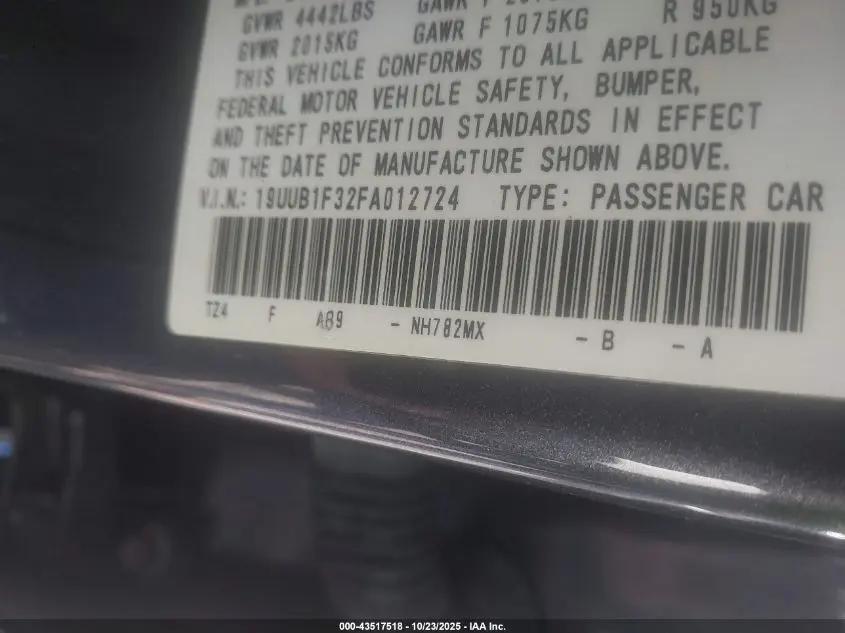 GVWR 4442LBS GAWR F
GVWR 2015KG GAWR F 1075KG R 950KG
THIS VEHICLE CONFORMS TO ALL APPLICABLE
FEDERAL MOTOR VEHICLE SAFETY, BUMPER,
AND THEFT PREVENTION STANDARDS IN EFFECT
ON THE DATE OF MANUFACTURE SHOWN ABOVE.
V.I.N.: 19UUB1F32FA012724 TYPE: PASSENGER CAR
TZ4 F A89 - NH782MX - B - A
000-43517518 - 10/23/2025 - IAA Inc.